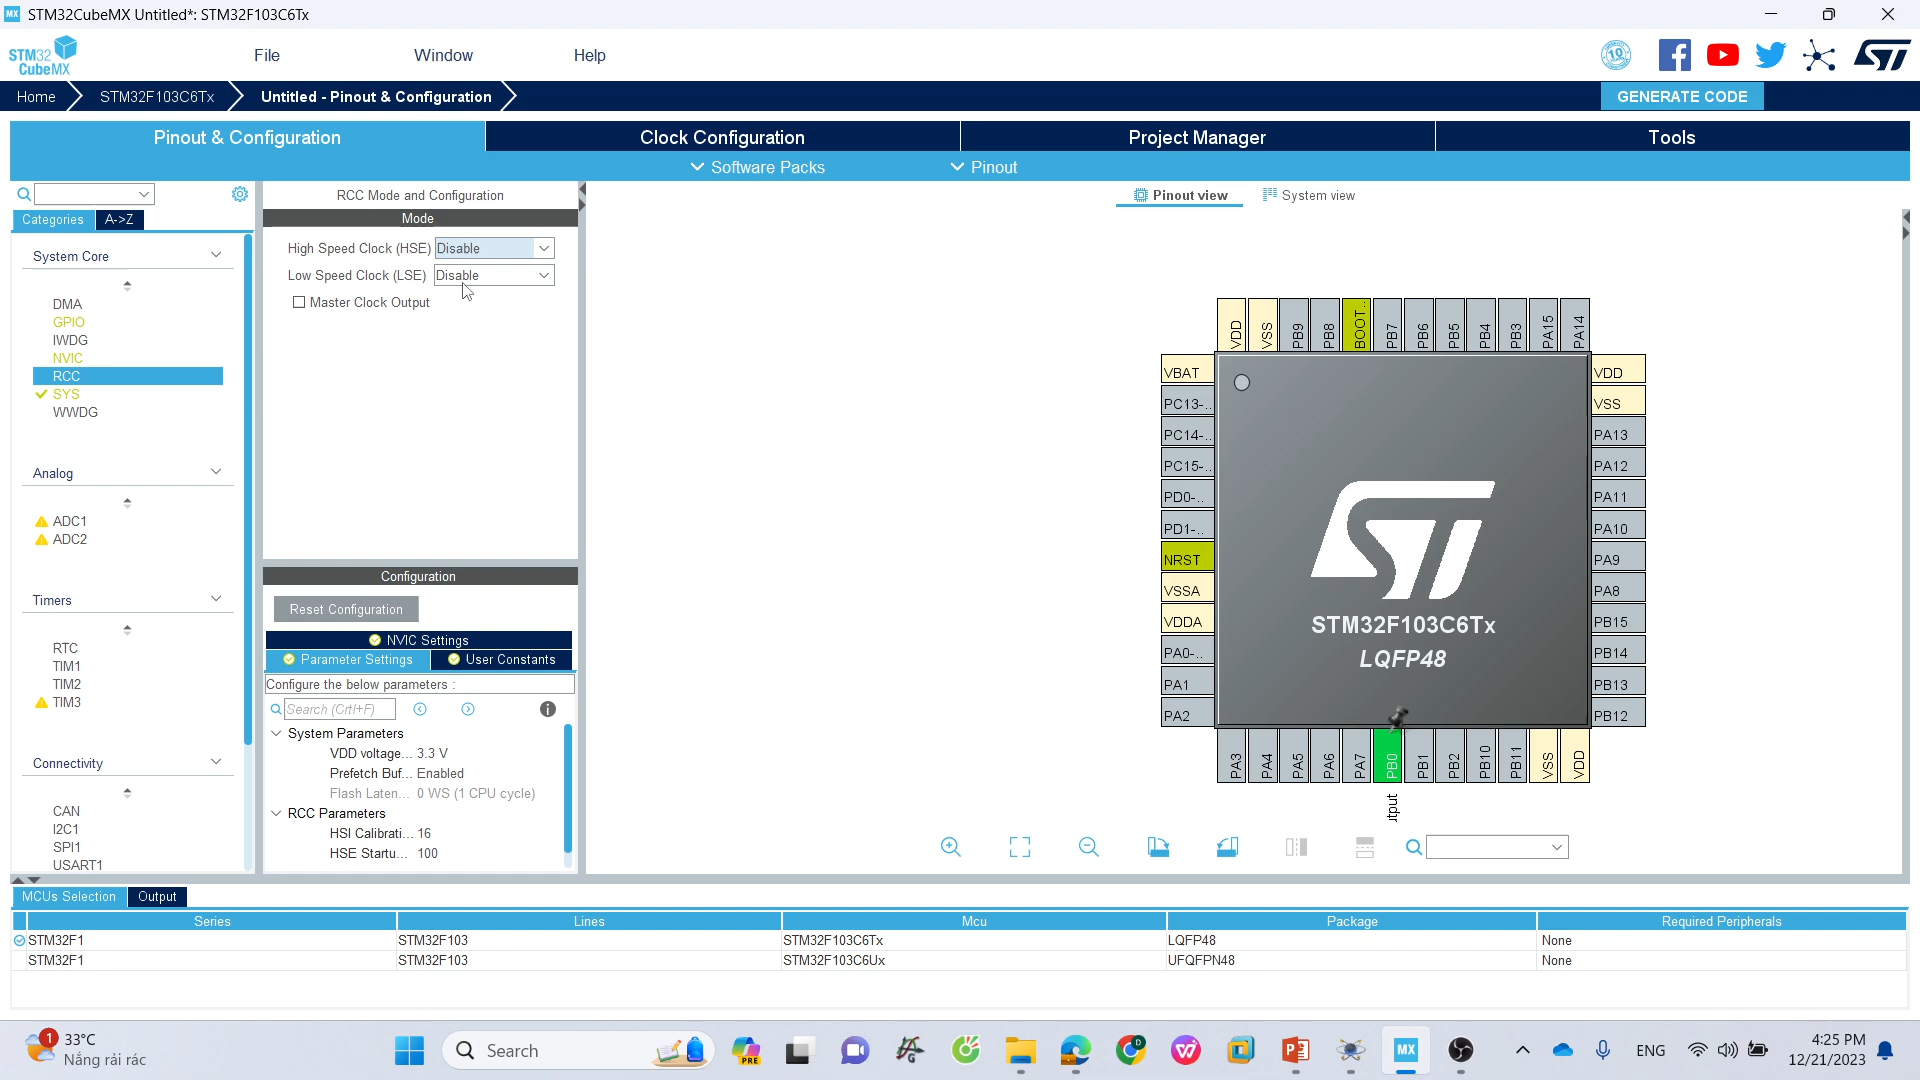 MX STM32CubeMX Untitled*: STM32F103C6Tx
STM32 CubeMX
File Window Help
10
Home STM32F103C6Tx Untitled - Pinout & Configuration GENERATE CODE
Pinout & Configuration Clock Configuration Project Manager Tools
Software Packs Pinout
RCC Mode and Configuration
Pinout view System view
Categories A->Z
Mode
System Core
High Speed Clock (HSE) Disable
Low Speed Clock (LSE) Disable
Master Clock Output
DMA
GPIO
IWDG
NVIC
RCC
SYS
WWDG
Analog
ADC1
ADC2
Timers
RTC
TIM1
TIM2
TIM3
Connectivity
CAN
I2C1
SPI1
USART1
Configuration
Reset Configuration
NVIC Settings
Parameter Settings User Constants
Configure the below parameters :
Search (Crtl+F)
System Parameters
VDD voltage... 3.3 V
Prefetch Buf... Enabled
Flash Laten... 0 WS (1 CPU cycle)
RCC Parameters
HSI Calibrati... 16
HSE Startu... 100
VDD VSS PB9 PB8 BOOT... PB7 PB6 PB5 PB4 PB3 PA15 PA14
VBAT
PC13-...
PC14-...
PC15-...
PD0-...
PD1-...
NRST
VSSA
VDDA
PA0-...
PA1
PA2
VDD
VSS
PA13
PA12
PA11
PA10
PA9
PA8
PB15
PB14
PB13
PB12
ST
STM32F103C6Tx
LQFP48
PA3 PA4 PA5 PA6 PA7 PB0 PB1 PB2 PB10 PB11 VSS VDD
MCUs Selection Output
Series Lines Mcu Package Required Peripherals
STM32F1 STM32F103 STM32F103C6Tx LQFP48 None
STM32F1 STM32F103 STM32F103C6Ux UFQFPN48 None
1 33°C
Nắng rải rác
Search
PRE
MX
ENG
4:25 PM
12/21/2023